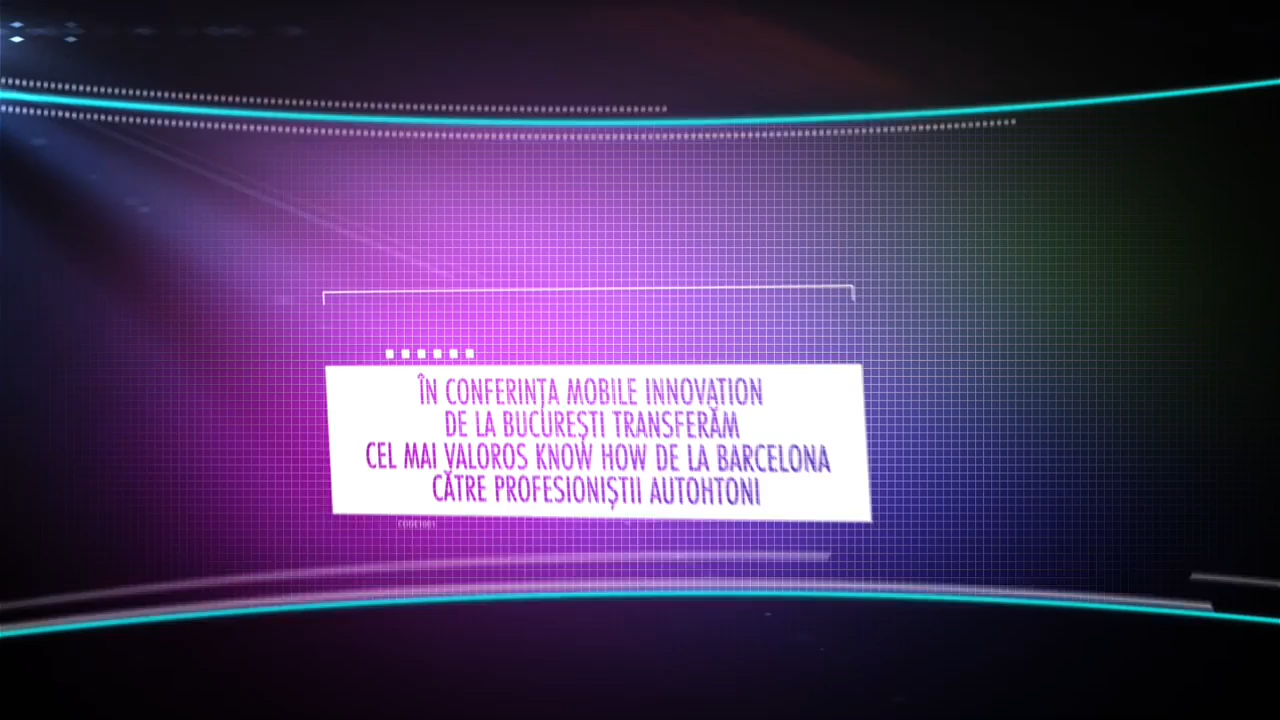 ÎN CONFERINȚA MOBILE INNOVATION
DE LA BUCUREȘTI TRANSFERĂM
CEL MAI VALOROS KNOW HOW DE LA BARCELONA
CĂTRE PROFESIONIȘTII AUTOHTONI